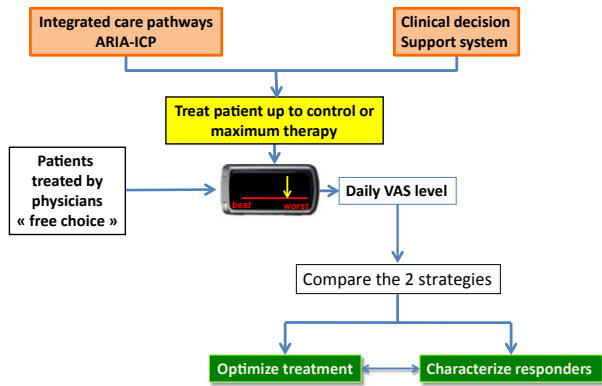 Integrated care pathways
ARIA-ICP
Clinical decision
Support system
Treat patient up to control or
maximum therapy
Patients
treated by
physicians
« free choice »
best
worst
Daily VAS level
Compare the 2 strategies
Optimize treatment
Characterize responders